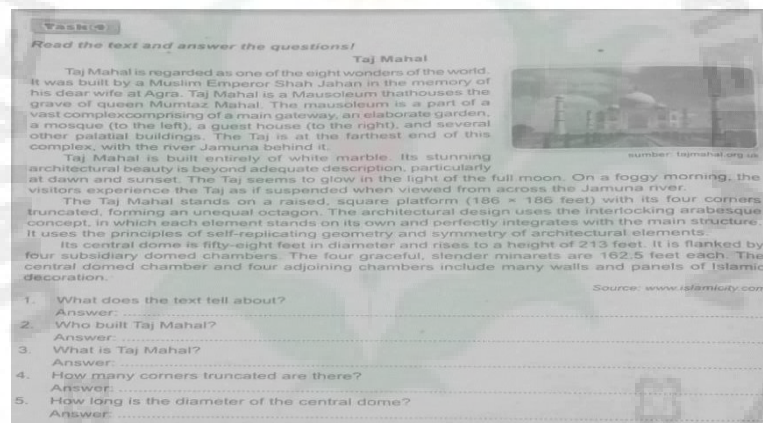 Task 4
Read the text and answer the questions!
Taj Mahal
Taj Mahal is regarded as one of the eight wonders of the world.
It was built by a Muslim Emperor Shah Jahan in the memory of
his dear wife at Agra. Taj Mahal is a Mausoleum thathouses the
grave of queen Mumtaz Mahal. The mausoleum is a part of a
vast complexcomprising of a main gateway, an elaborate garden,
a mosque (to the left), a guest house (to the right), and several
other palatial buildings. The Taj is at the farthest end of this
complex, with the river Jamuna behind it.
sumber: tajmahal.org.uk
Taj Mahal is built entirely of white marble. Its stunning
architectural beauty is beyond adequate description, particularly
at dawn and sunset. The Taj seems to glow in the light of the full moon. On a foggy morning, the
visitors experience the Taj as if suspended when viewed from across the Jamuna river.
The Taj Mahal stands on a raised, square platform (186 × 186 feet) with its four corners
truncated, forming an unequal octagon. The architectural design uses the interlocking arabesque
concept, in which each element stands on its own and perfectly integrates with the main structure.
It uses the principles of self-replicating geometry and symmetry of architectural elements.
Its central dome is fifty-eight feet in diameter and rises to a height of 213 feet. It is flanked by
four subsidiary domed chambers. The four graceful, slender minarets are 162.5 feet each. The
central domed chamber and four adjoining chambers include many walls and panels of Islamic
decoration.
Source: www.islamicity.com
1. What does the text tell about?
Answer:
2. Who built Taj Mahal?
Answer:
3. What is Taj Mahal?
Answer:
4. How many corners truncated are there?
Answer:
5. How long is the diameter of the central dome?
Answer: